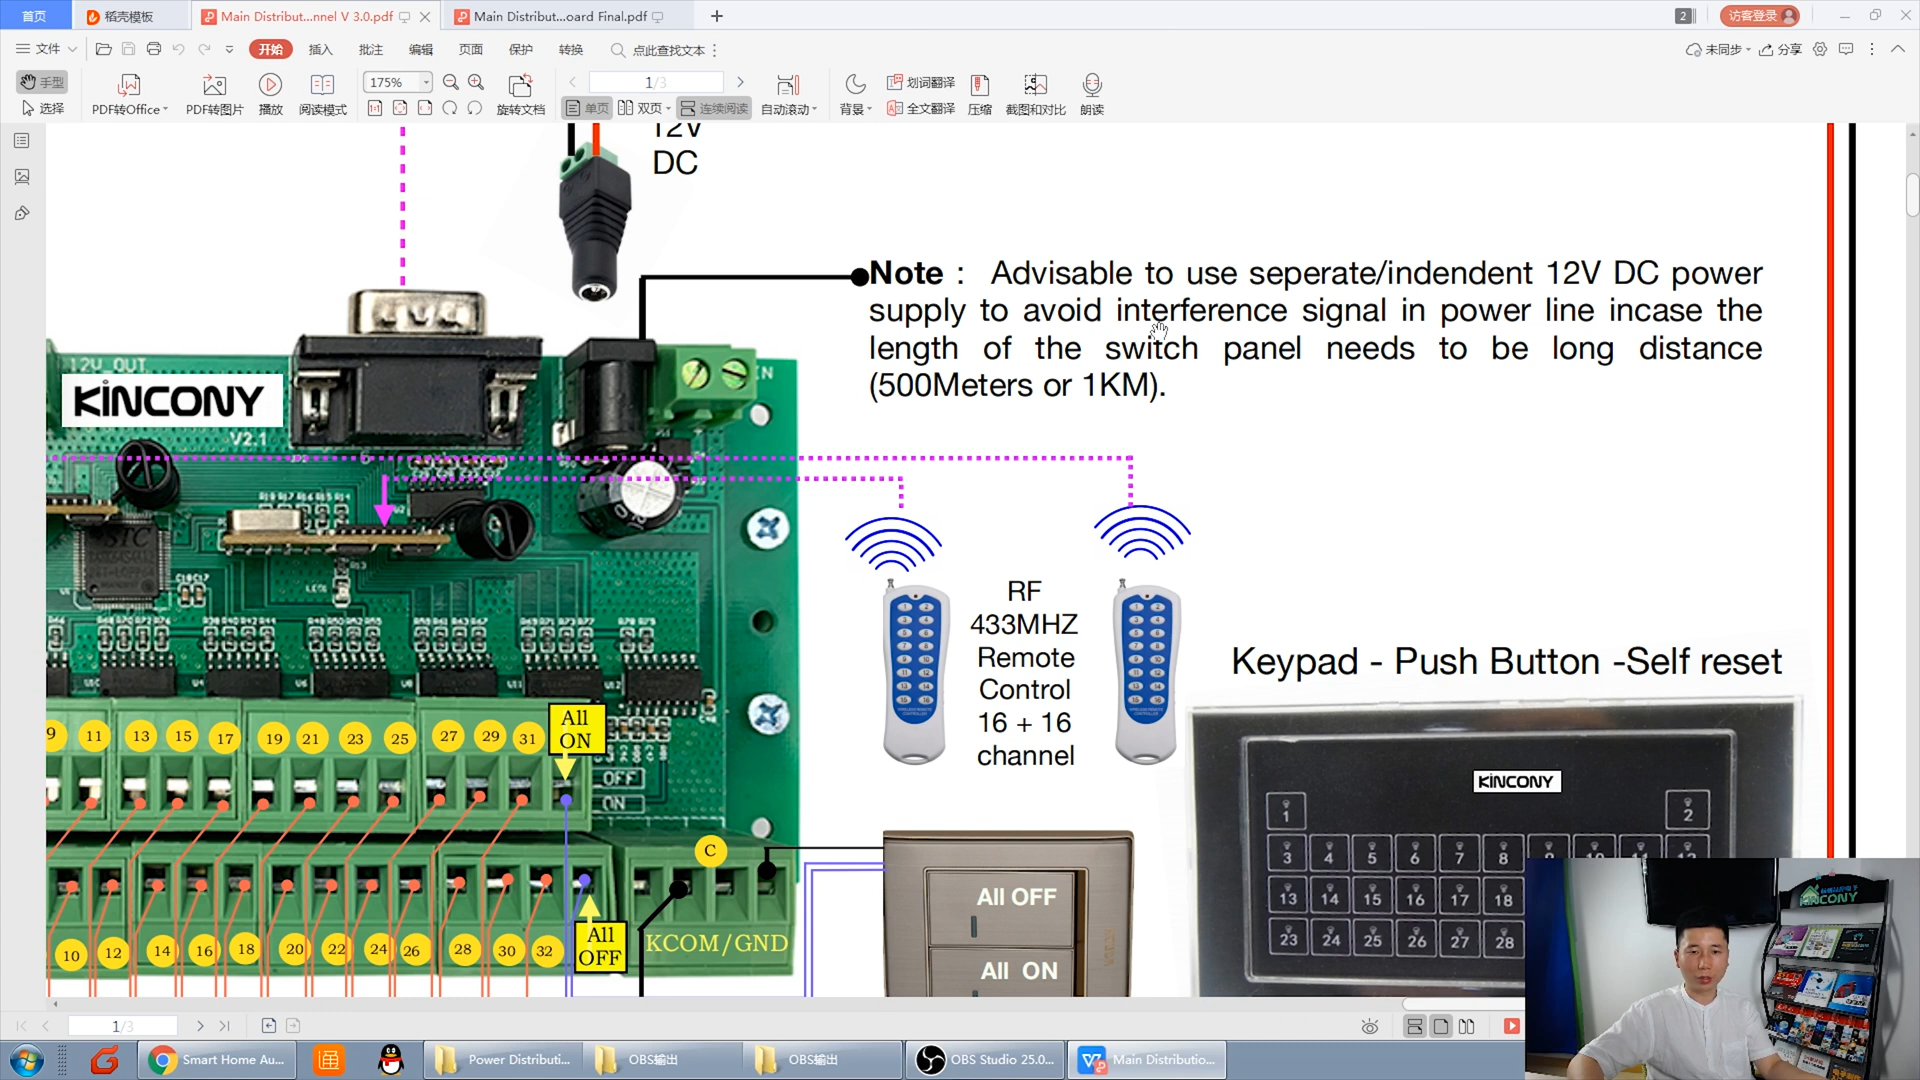 首页
稻壳模板
Main Distribut...nnel V 3.0.pdf
Main Distribut...oard Final.pdf
2
访客登录
文件
开始
插入
批注
编辑
页面
保护
转换
点此查找文本
未同步
分享
手型
选择
PDF转Office
PDF转图片
播放
阅读模式
175%
旋转文档
1/3
单页
双页
连续阅读
自动滚动
背景
划词翻译
全文翻译
压缩
截图和对比
朗读
12V
DC
Note : Advisable to use seperate/indendent 12V DC power
supply to avoid interference signal in power line incase the
length of the switch panel needs to be long distance
(500Meters or 1KM).
12V_OUT
KINCONY
V2.1
RF
433MHZ
Remote
Control
16 + 16
channel
Keypad - Push Button -Self reset
KINCONY
1 2
3 4 5 6 7 8 9 10 11 12
13 14 15 16 17 18
23 24 25 26 27 28
All
ON
9 11 13 15 17 19 21 23 25 27 29 31
OFF
ON
C
All OFF
All ON
10 12 14 16 18 20 22 24 26 28 30 32
All
OFF
KCOM/GND
KINCONY
1/3
Smart Home Au...
Power Distributi...
OBS输出
OBS输出
OBS Studio 25.0...
Main Distributio...